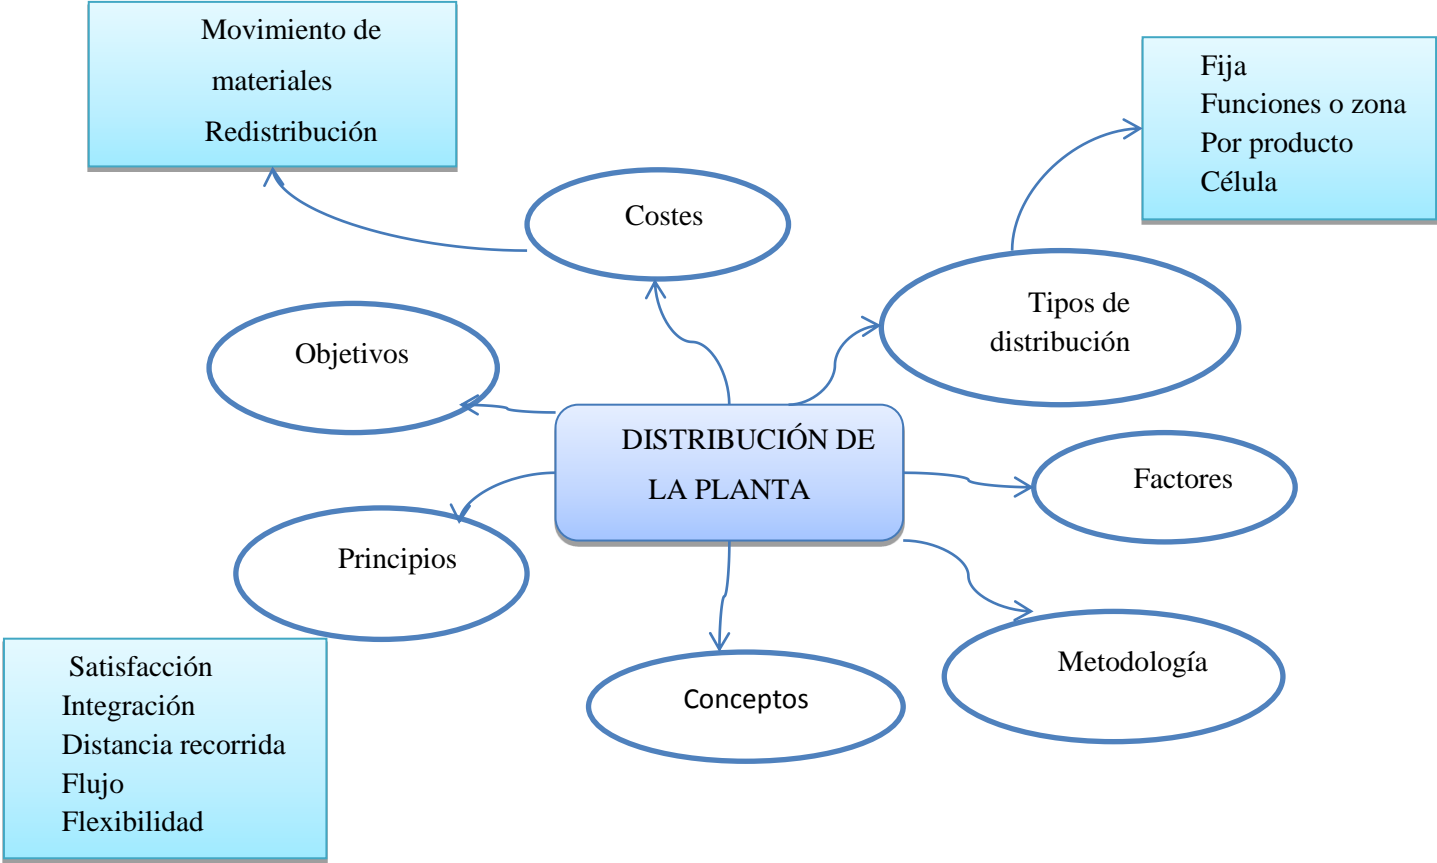 Movimiento de
materiales
Redistribución
Fija
Funciones o zona
Por producto
Célula
Costes
Tipos de
distribución
Objetivos
DISTRIBUCIÓN DE
LA PLANTA
Factores
Principios
Metodología
Conceptos
Satisfacción
Integración
Distancia recorrida
Flujo
Flexibilidad